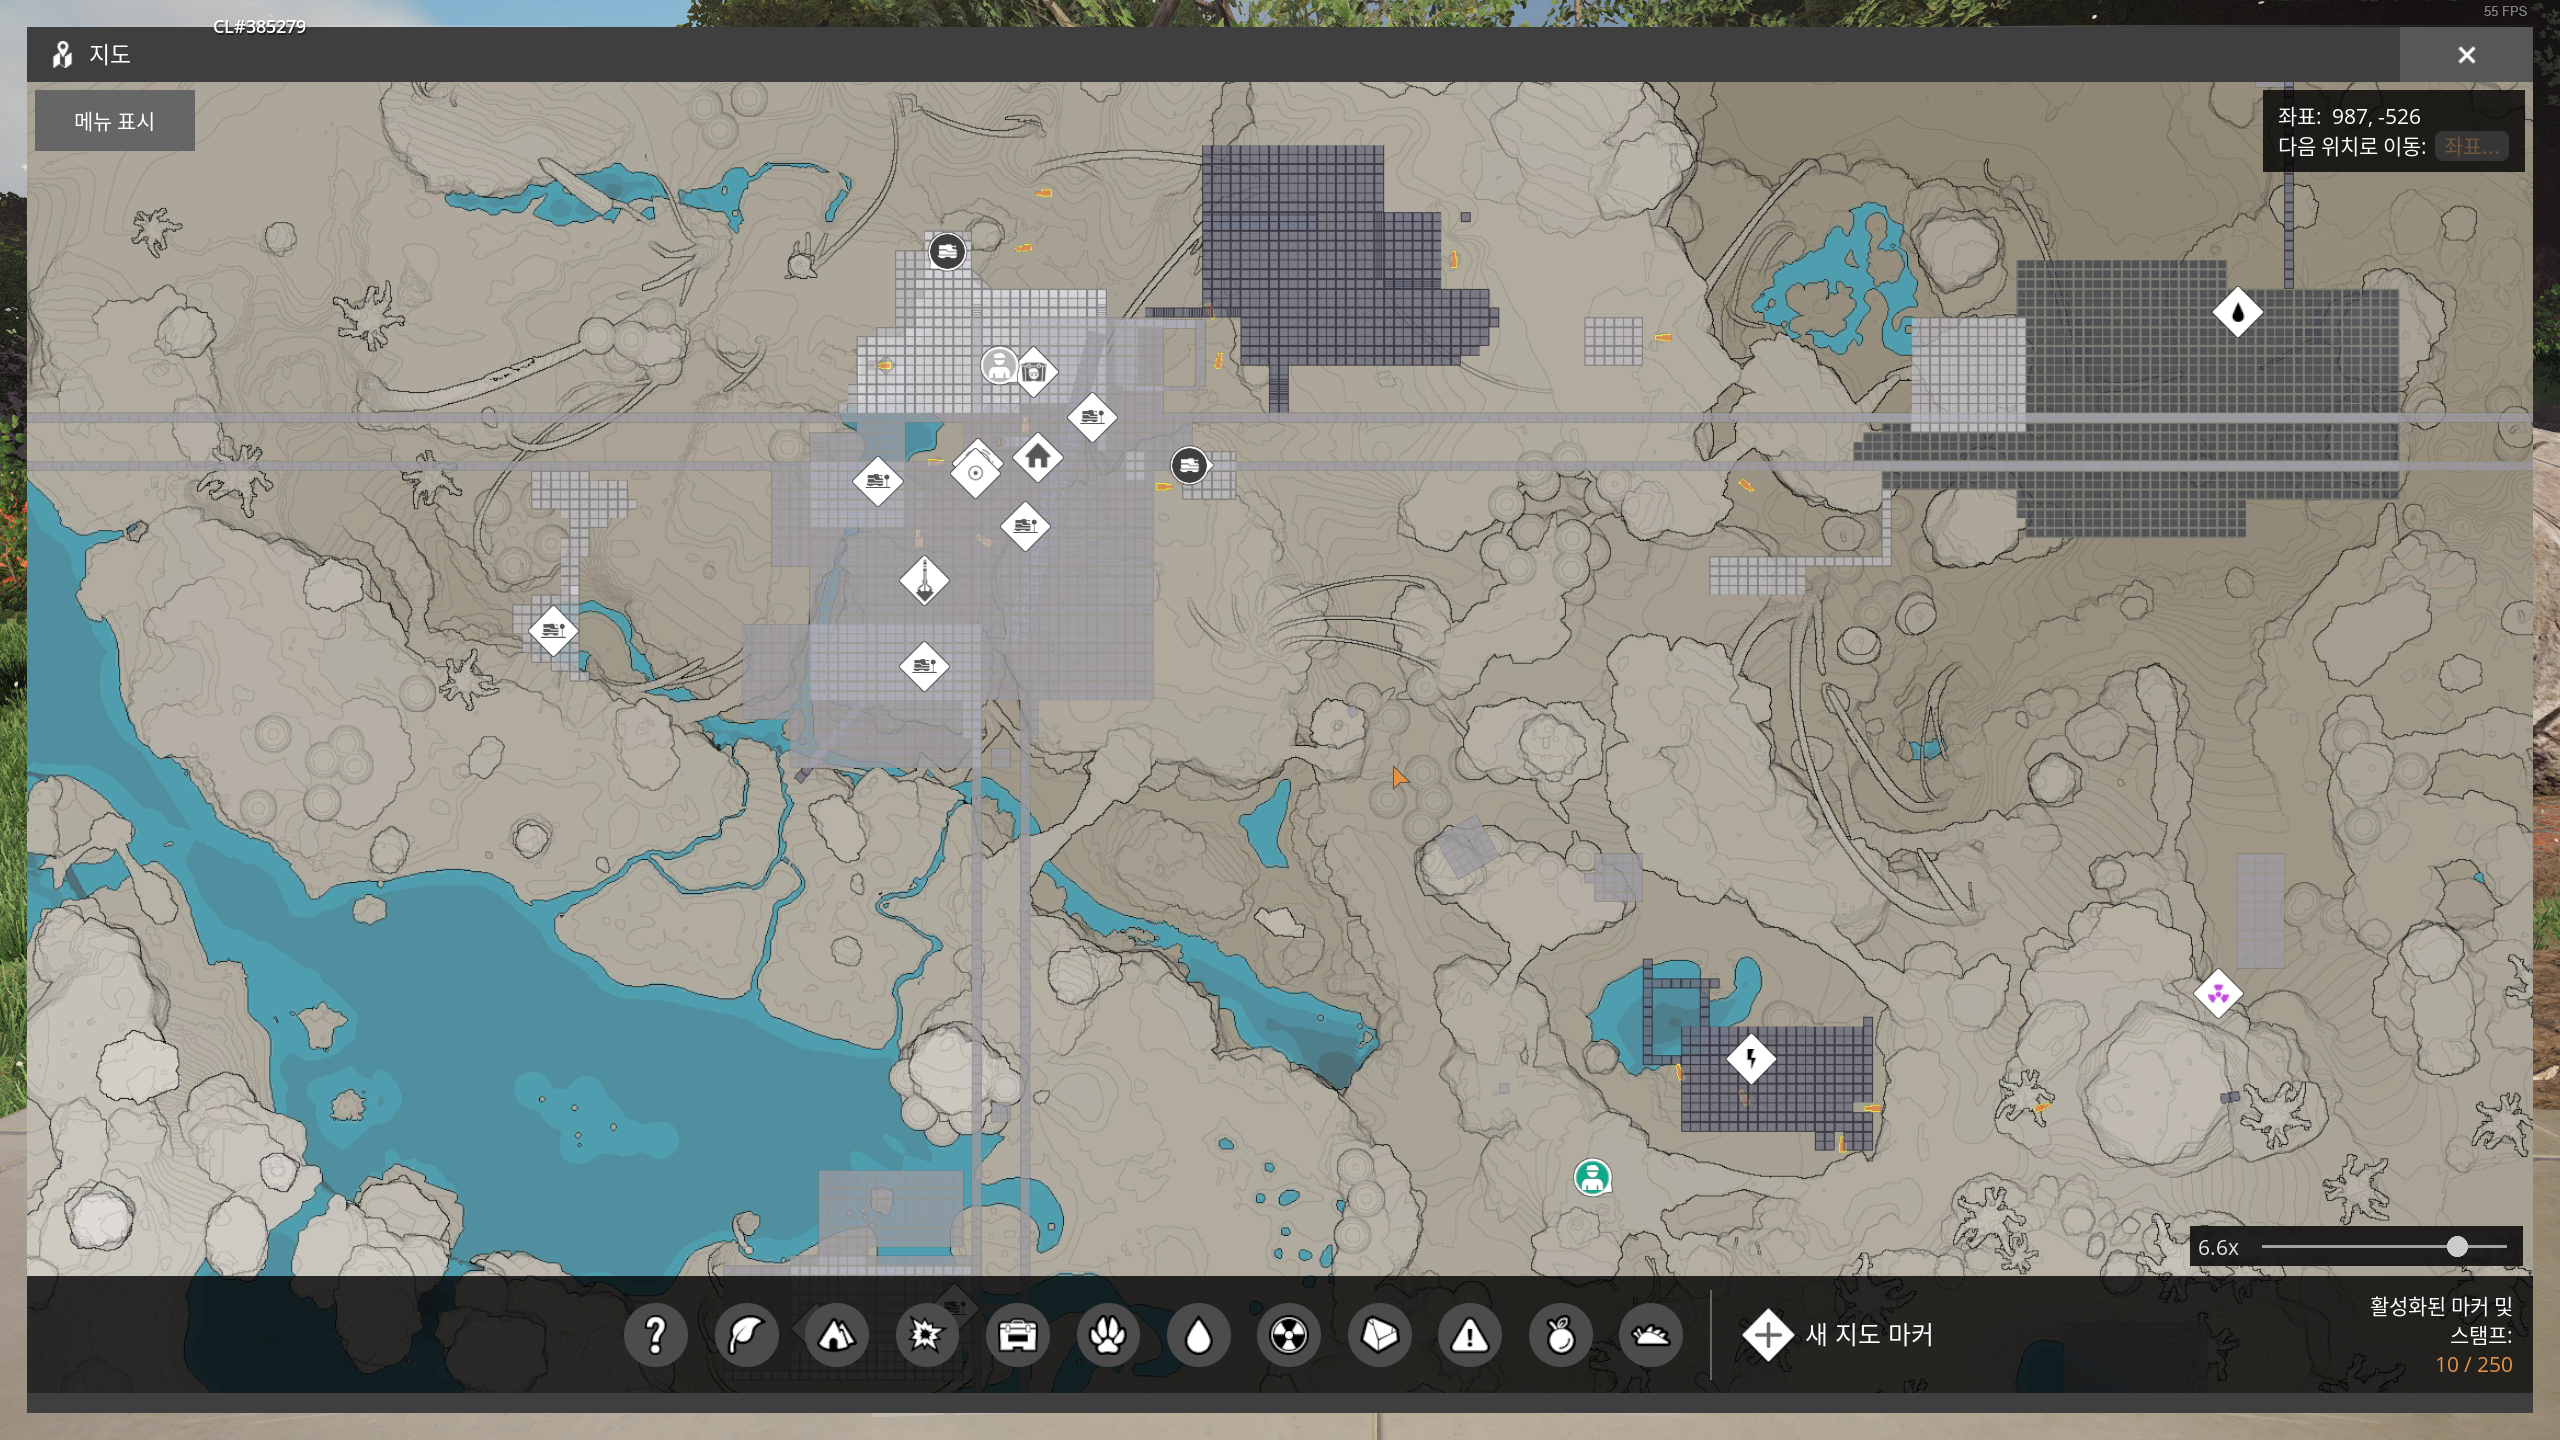 CL#385279
55 FPS
지도
메뉴 표시
좌표: 987, -526
다음 위치로 이동: 좌표...
6.6x
새 지도 마커
활성화된 마커 및
스탬프:
10 / 250